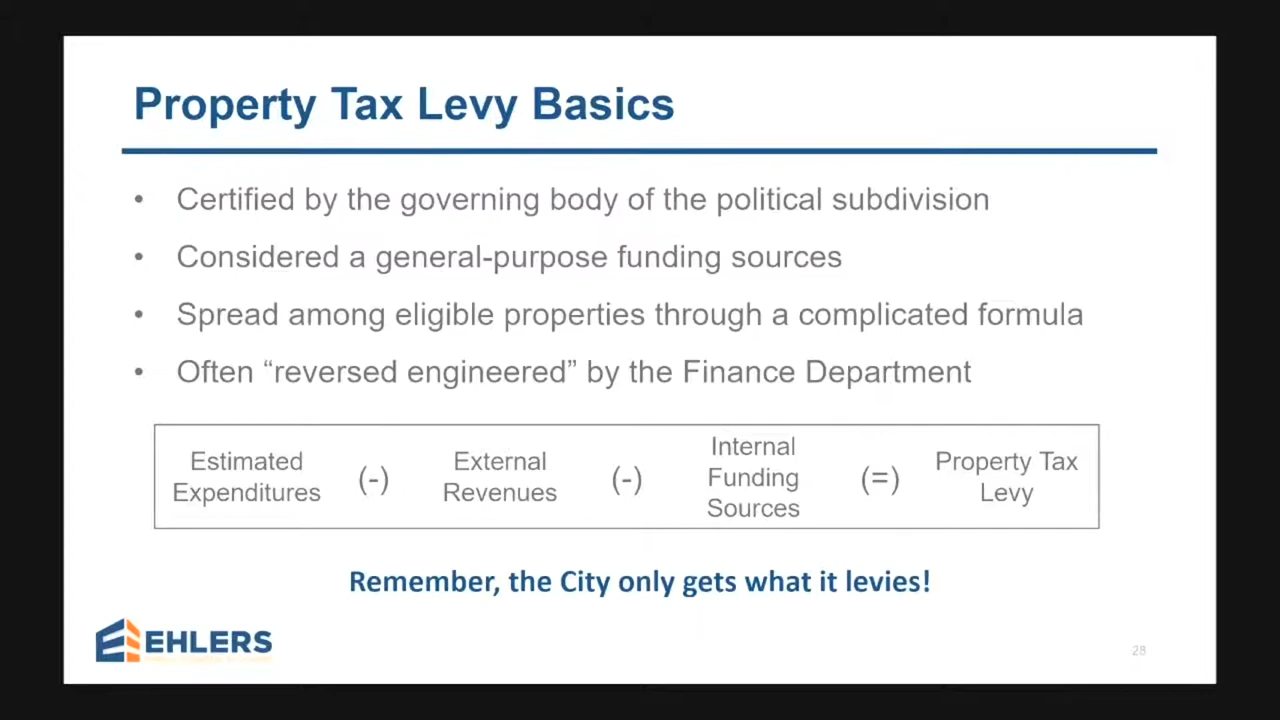 Property Tax Levy Basics
• Certified by the governing body of the political subdivision
• Considered a general-purpose funding sources
• Spread among eligible properties through a complicated formula
• Often “reversed engineered” by the Finance Department
Estimated Expenditures (-) External Revenues (-) Internal Funding Sources (=) Property Tax Levy
Remember, the City only gets what it levies!
EHLERS
28